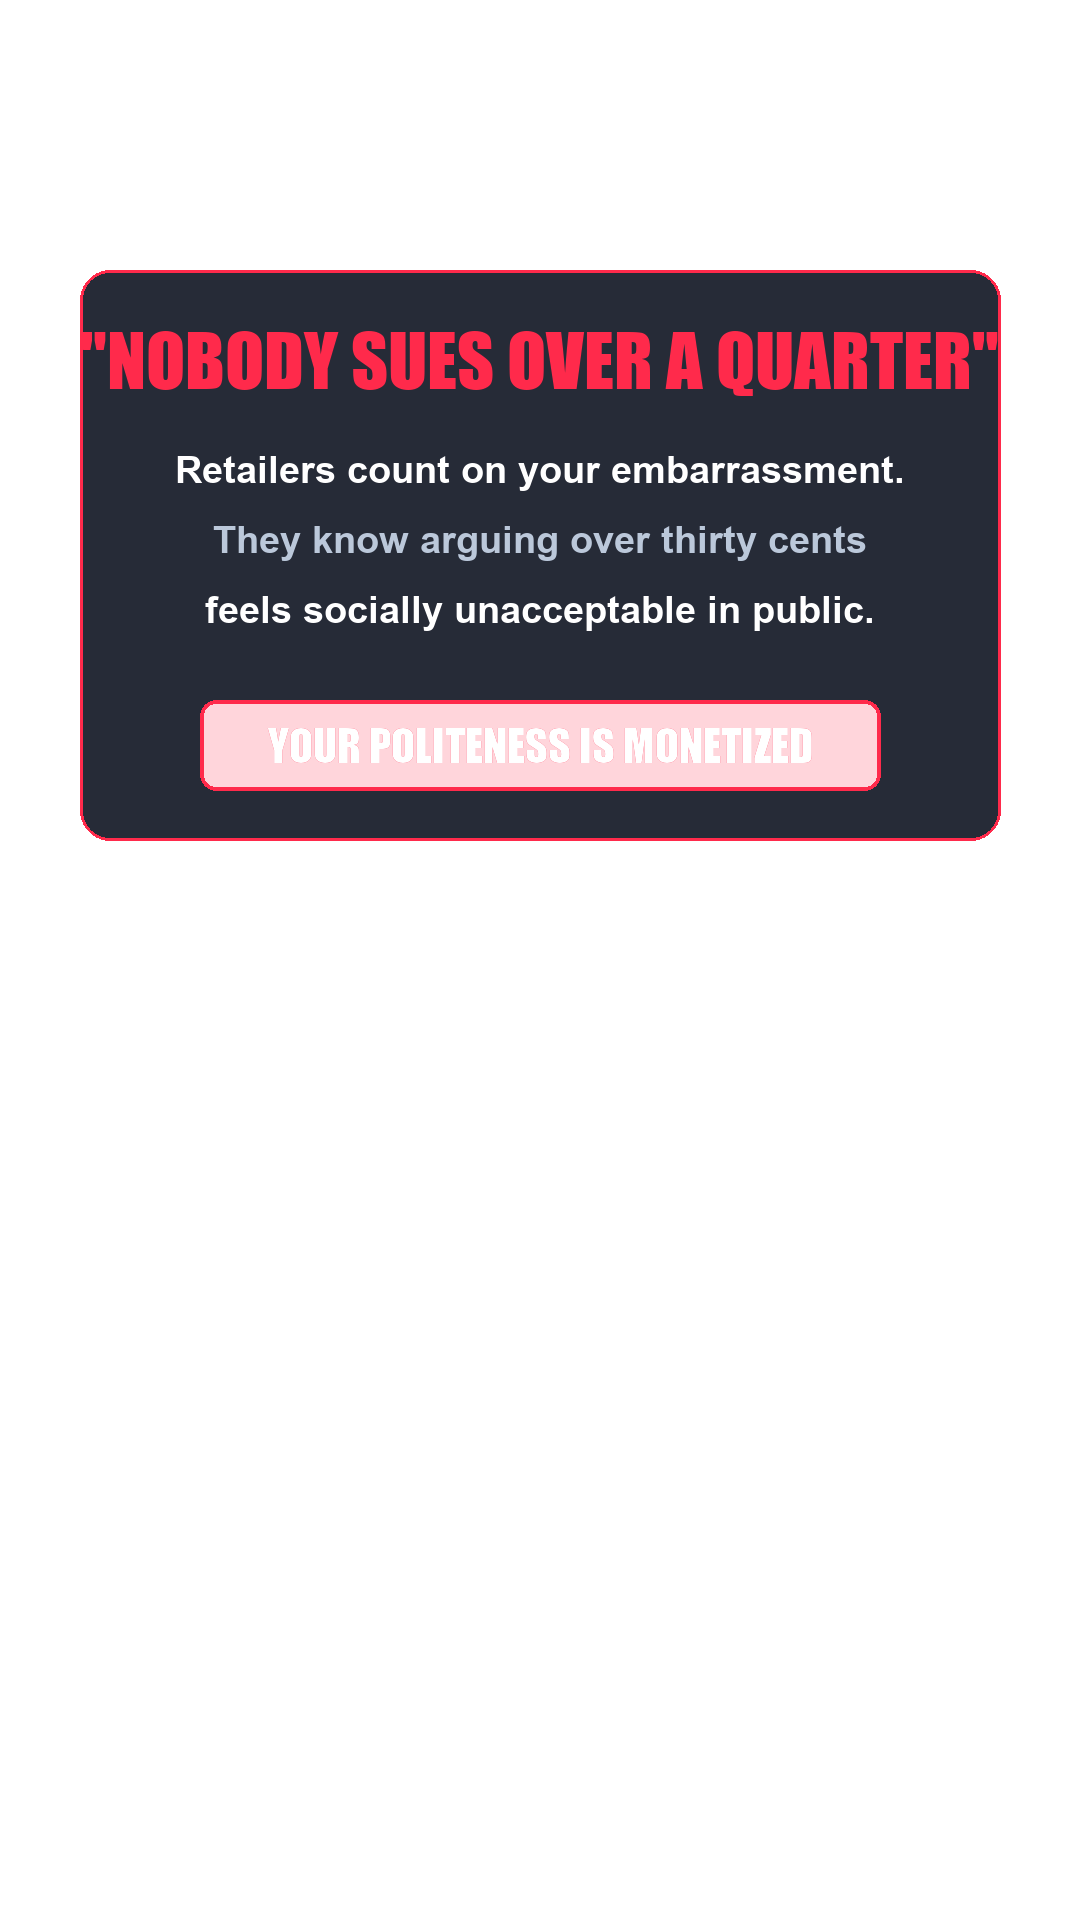 "NOBODY SUES OVER A QUARTER"
Retailers count on your embarrassment.
They know arguing over thirty cents
feels socially unacceptable in public.
YOUR POLITENESS IS MONETIZED